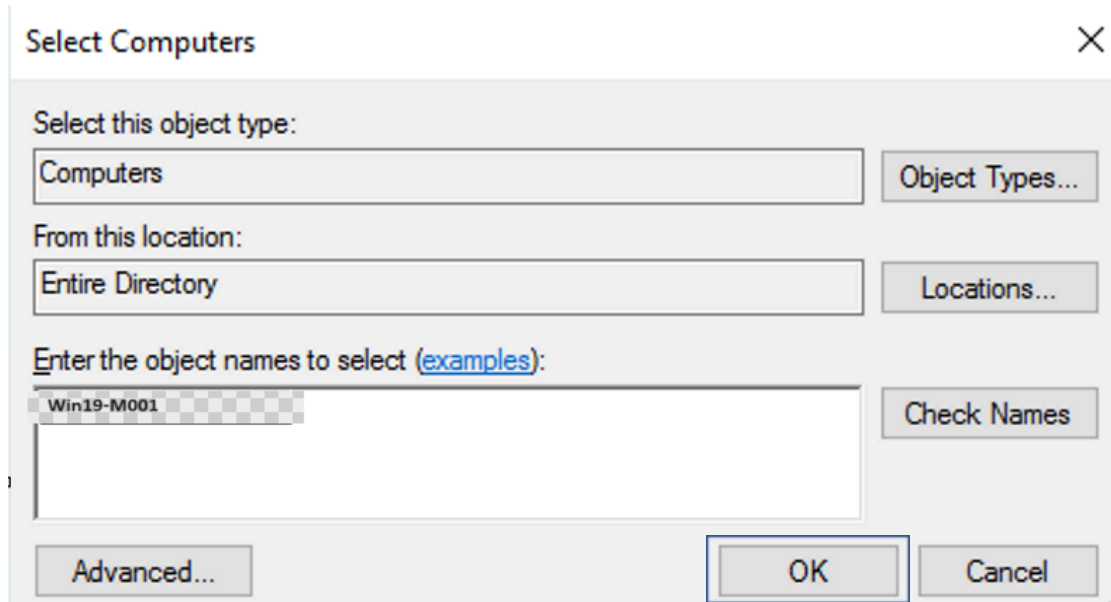 Select Computers
Select this object type:
Computers
Object Types...
From this location:
Entire Directory
Locations...
Enter the object names to select (examples):
Win19-M001
Check Names
Advanced...
OK
Cancel